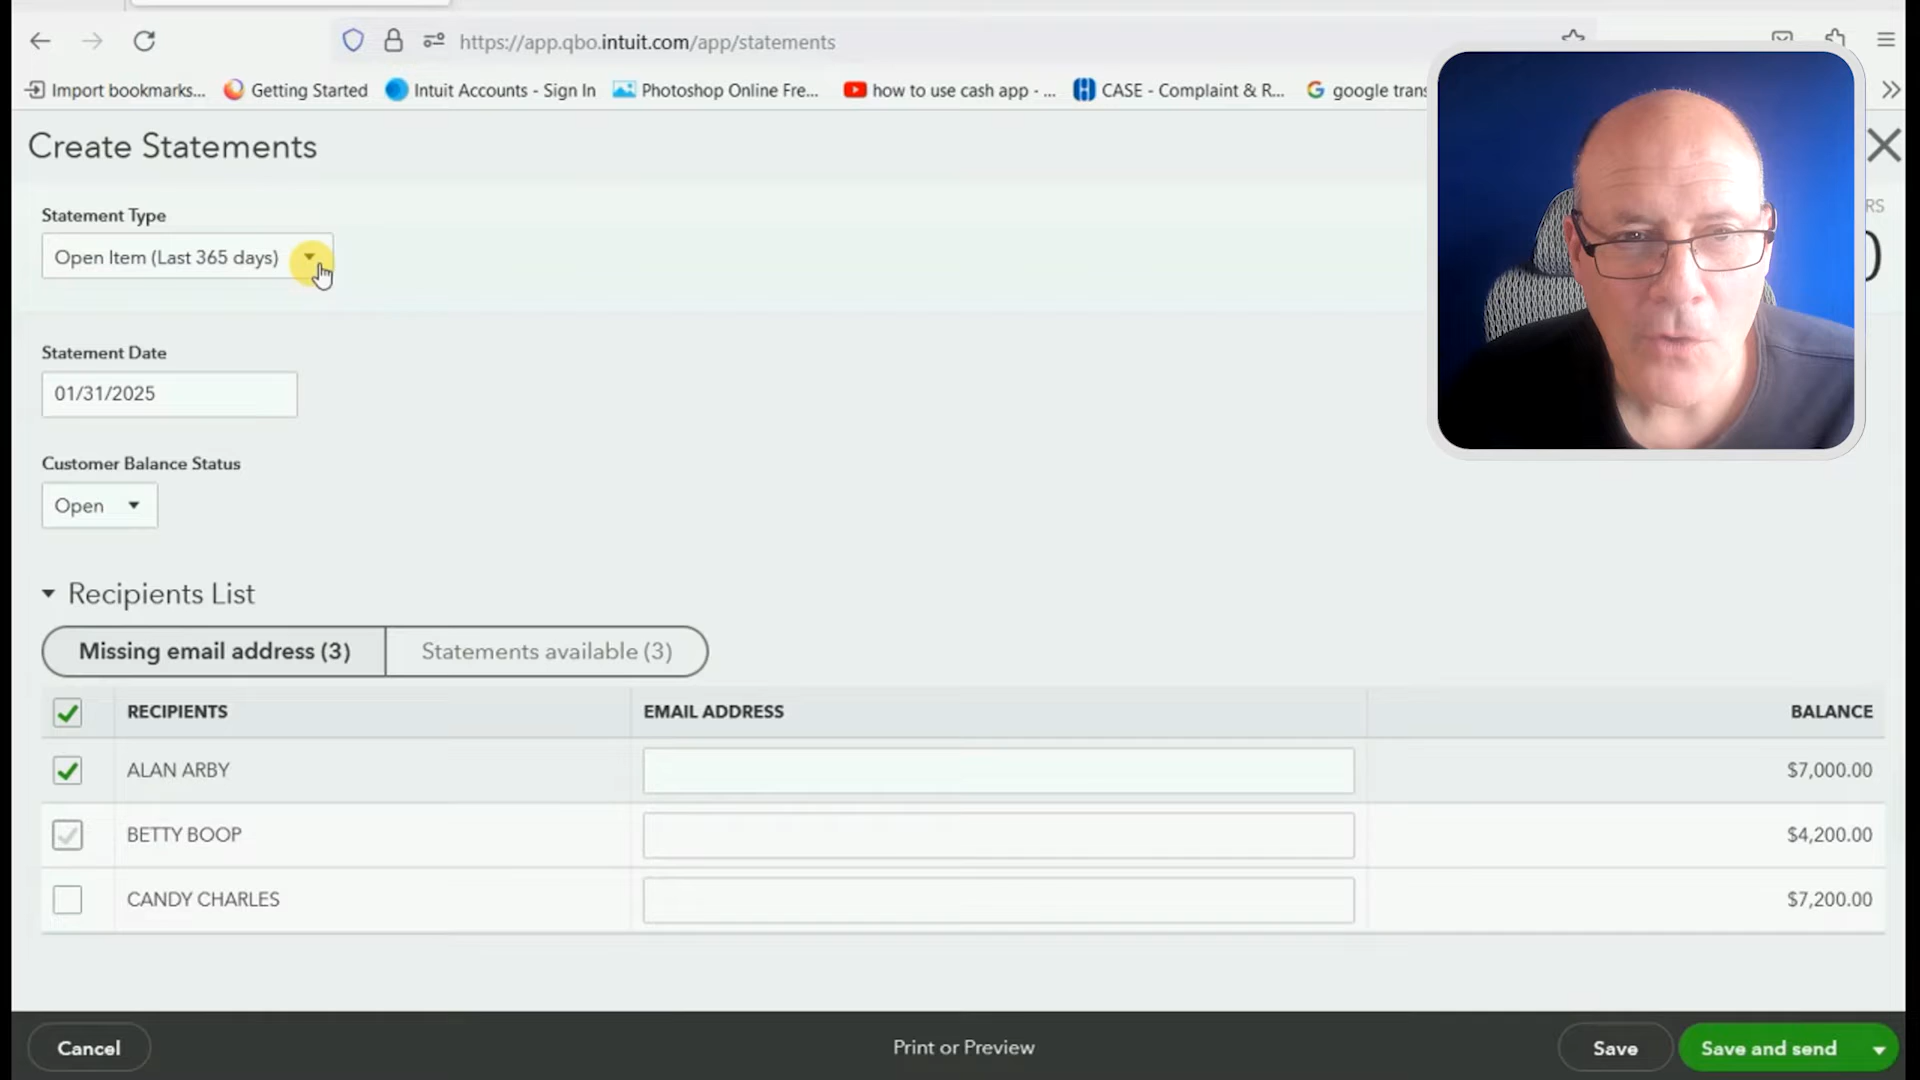 https://app.qbo.intuit.com/app/statements
Import bookmarks...
Getting Started
Intuit Accounts - Sign In
Photoshop Online Fre...
how to use cash app - ...
CASE - Complaint & R...
google trans
Create Statements
RS
Statement Type
Open Item (Last 365 days)
Statement Date
01/31/2025
Customer Balance Status
Open
Recipients List
Missing email address (3)
Statements available (3)
RECIPIENTS
EMAIL ADDRESS
BALANCE
ALAN ARBY
$7,000.00
BETTY BOOP
$4,200.00
CANDY CHARLES
$7,200.00
Cancel
Print or Preview
Save
Save and send